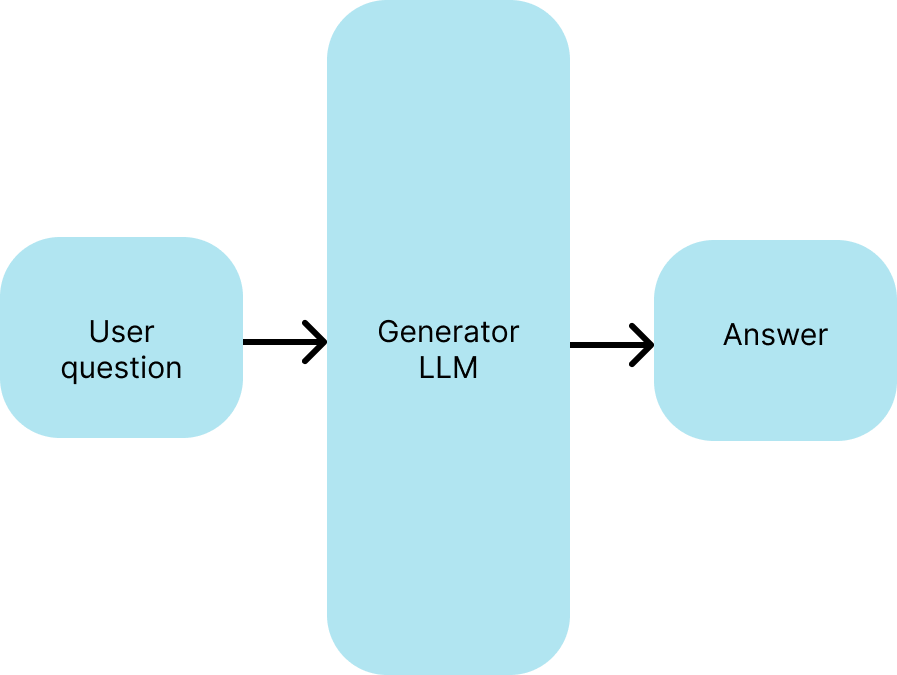 User
question
Generator
LLM
Answer